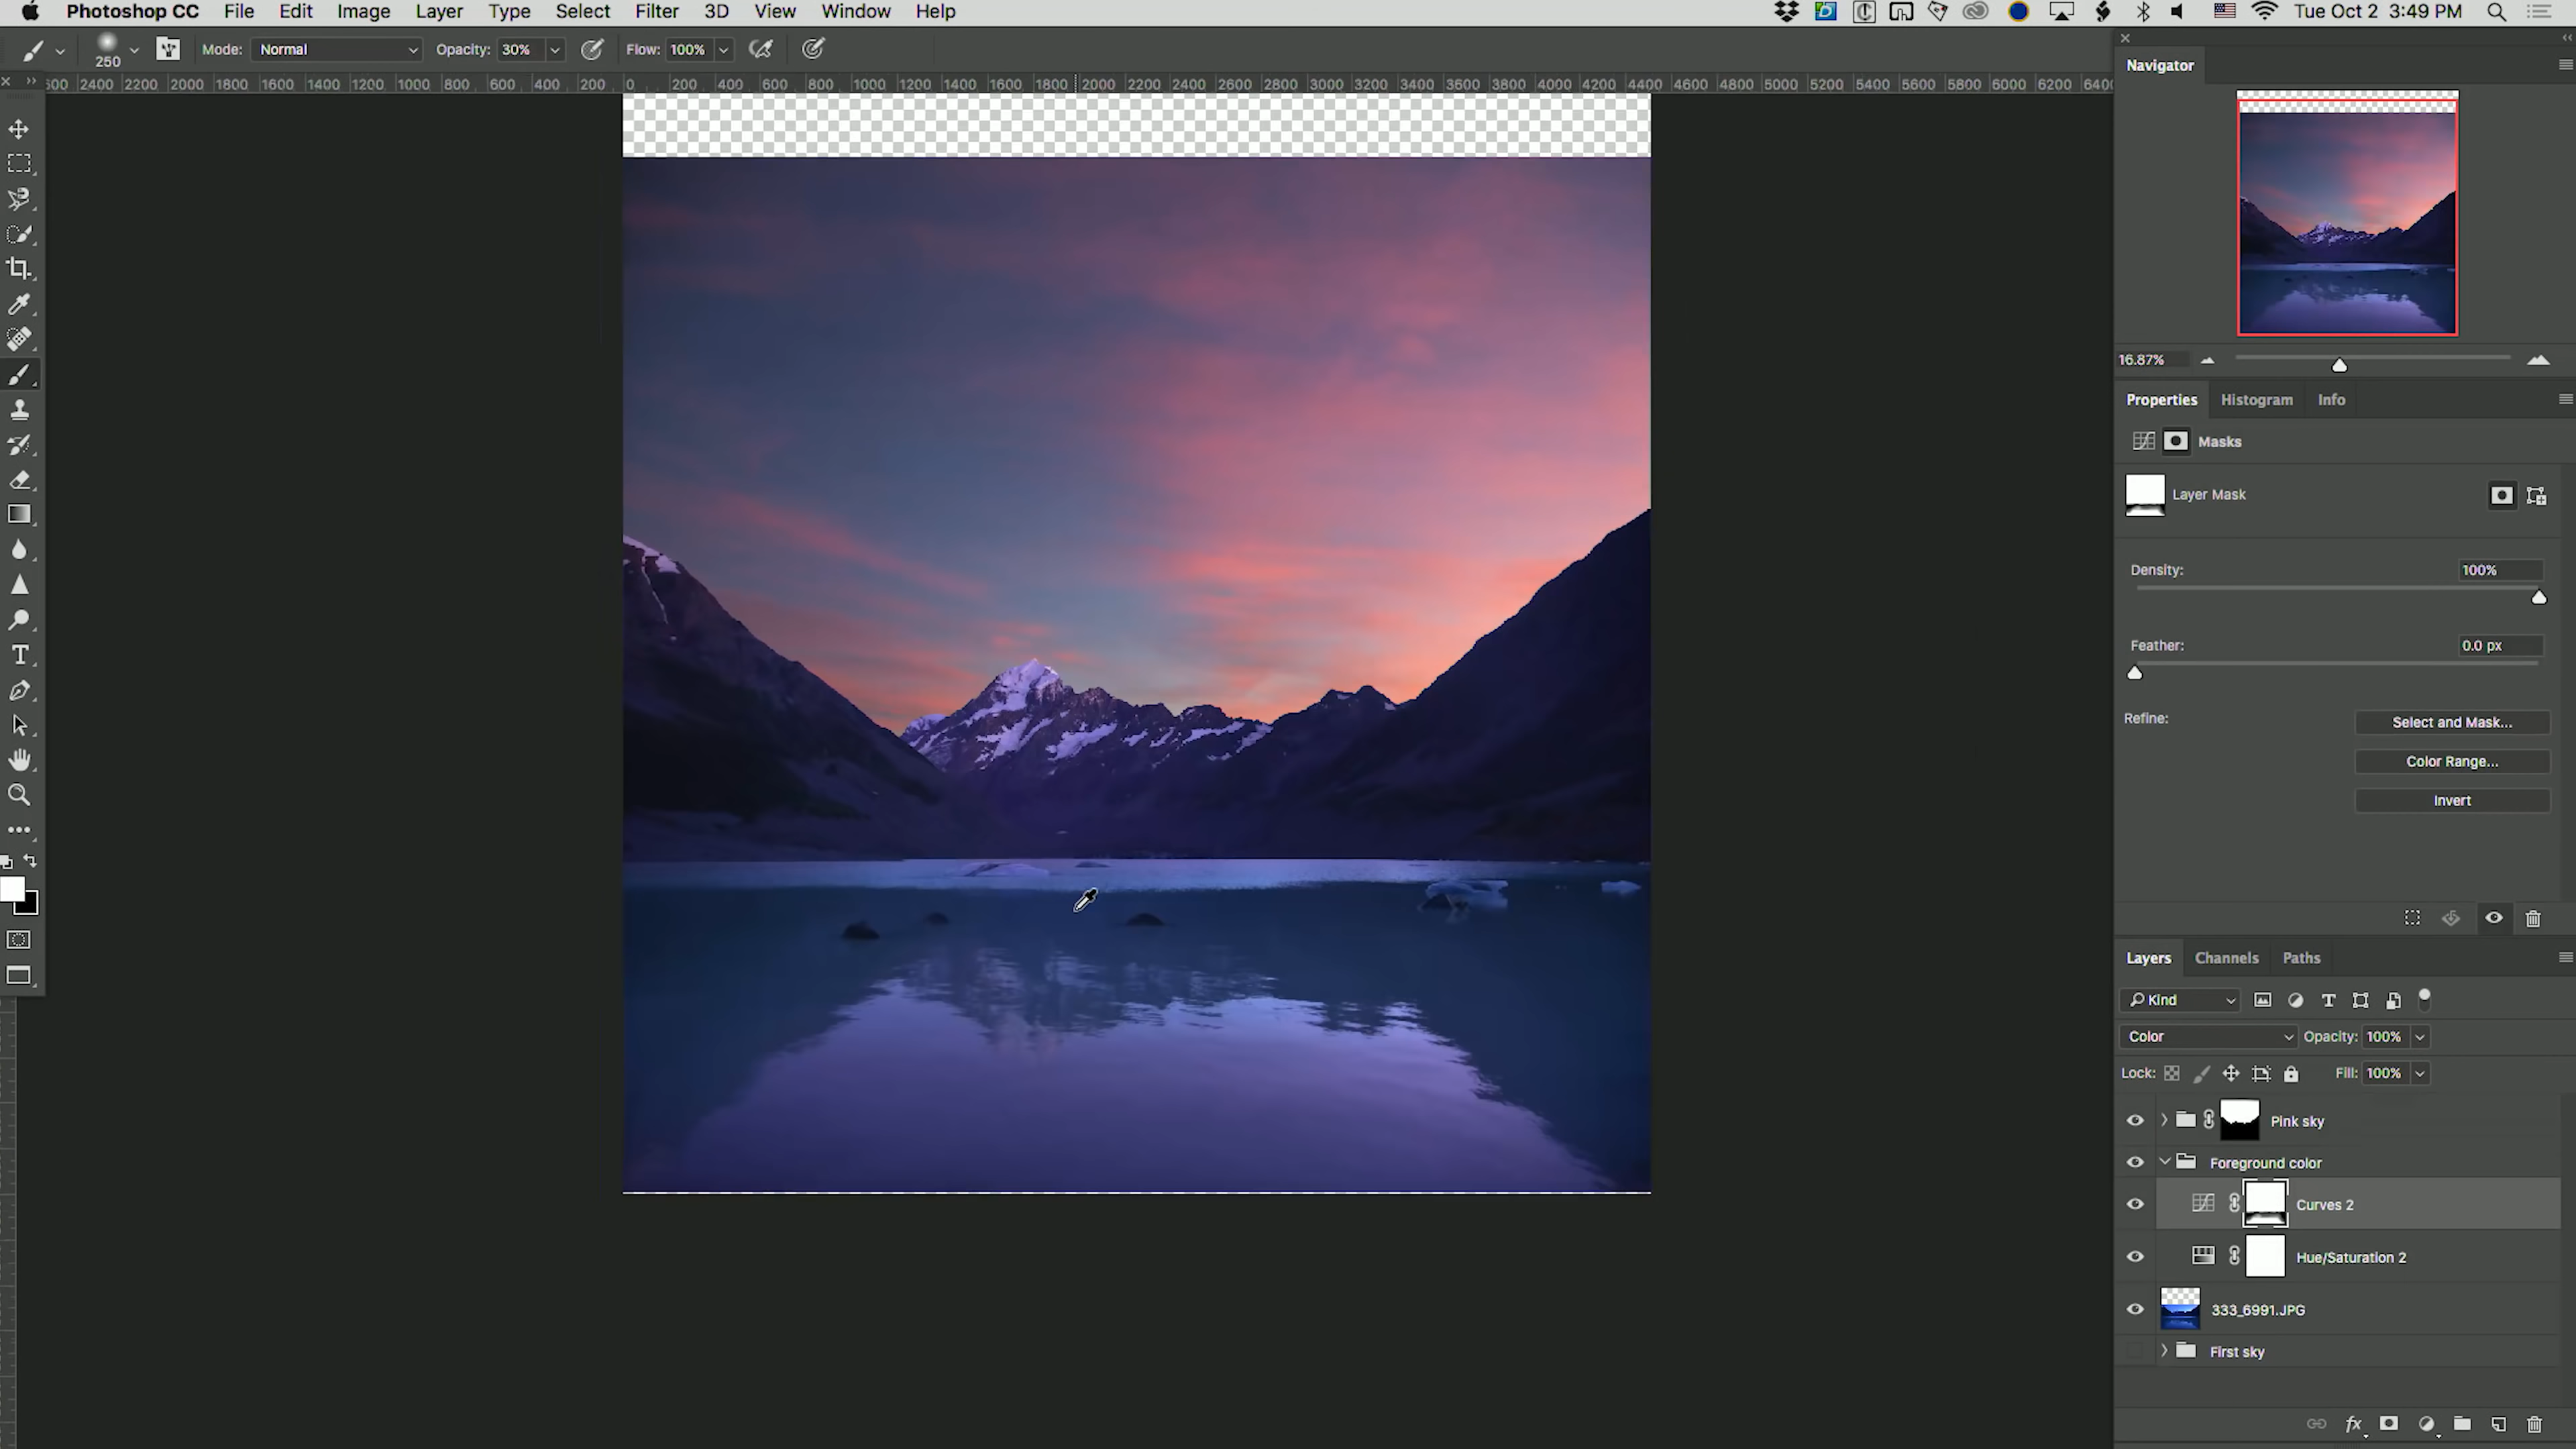 Photoshop CC File Edit Image Layer Type Select Filter 3D View Window Help Tue Oct 2 3:49 PM
250 Mode: Normal Opacity: 30% Flow: 100%
2400 2200 2000 1800 1600 1400 1200 1000 800 600 400 200 0 200 400 600 800 1000 1200 1400 1600 1800 2000 2200 2400 2600 2800 3000 3200 3400 3600 3800 4000 4200 4400 4600 4800 5000 5200 5400 5600 5800 6000 6200
Navigator
16.87%
Properties Histogram Info
Masks
Layer Mask
Density: 100%
Feather: 0.0 px
Refine: Select and Mask...
Color Range...
Invert
Layers Channels Paths
Kind
Color Opacity: 100%
Lock: Fill: 100%
Pink sky
Foreground color
Curves 2
Hue/Saturation 2
333_6991.JPG
First sky
fx